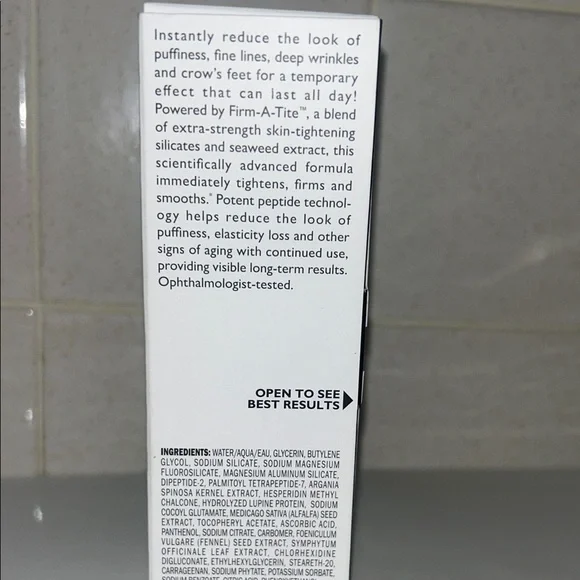 Instantly reduce the look of
puffiness, fine lines, deep wrinkles
and crow's feet for a temporary
effect that can last all day!
Powered by Firm-A-Tite™, a blend
of extra-strength skin-tightening
silicates and seaweed extract, this
scientifically advanced formula
immediately tightens, firms and
smooths.* Potent peptide technol-
ogy helps reduce the look of
puffiness, elasticity loss and other
signs of aging with continued use,
providing visible long-term results.
Ophthalmologist-tested.
OPEN TO SEE
BEST RESULTS
INGREDIENTS: WATER/AQUA/EAU, GLYCERIN, BUTYLENE
GLYCOL, SODIUM SILICATE, SODIUM MAGNESIUM
FLUOROSILICATE, MAGNESIUM ALUMINUM SILICATE,
DIPEPTIDE-2, PALMITOYL TETRAPEPTIDE-7, ARGANIA
SPINOSA KERNEL EXTRACT, HESPERIDIN METHYL
CHALCONE, HYDROLYZED LUPINE PROTEIN, SODIUM
COCOYL GLUTAMATE, MEDICAGO SATIVA (ALFALFA) SEED
EXTRACT, TOCOPHERYL ACETATE, ASCORBIC ACID,
PANTHENOL, SODIUM CITRATE, CARBOMER, FOENICULUM
VULGARE (FENNEL) SEED EXTRACT, SYMPHYTUM
OFFICINALE LEAF EXTRACT, CHLORHEXIDINE
DIGLUCONATE, ETHYLHEXYLGLYCERIN, STEARETH-20,
CARRAGEENAN, SODIUM PHYTATE, POTASSIUM SORBATE,